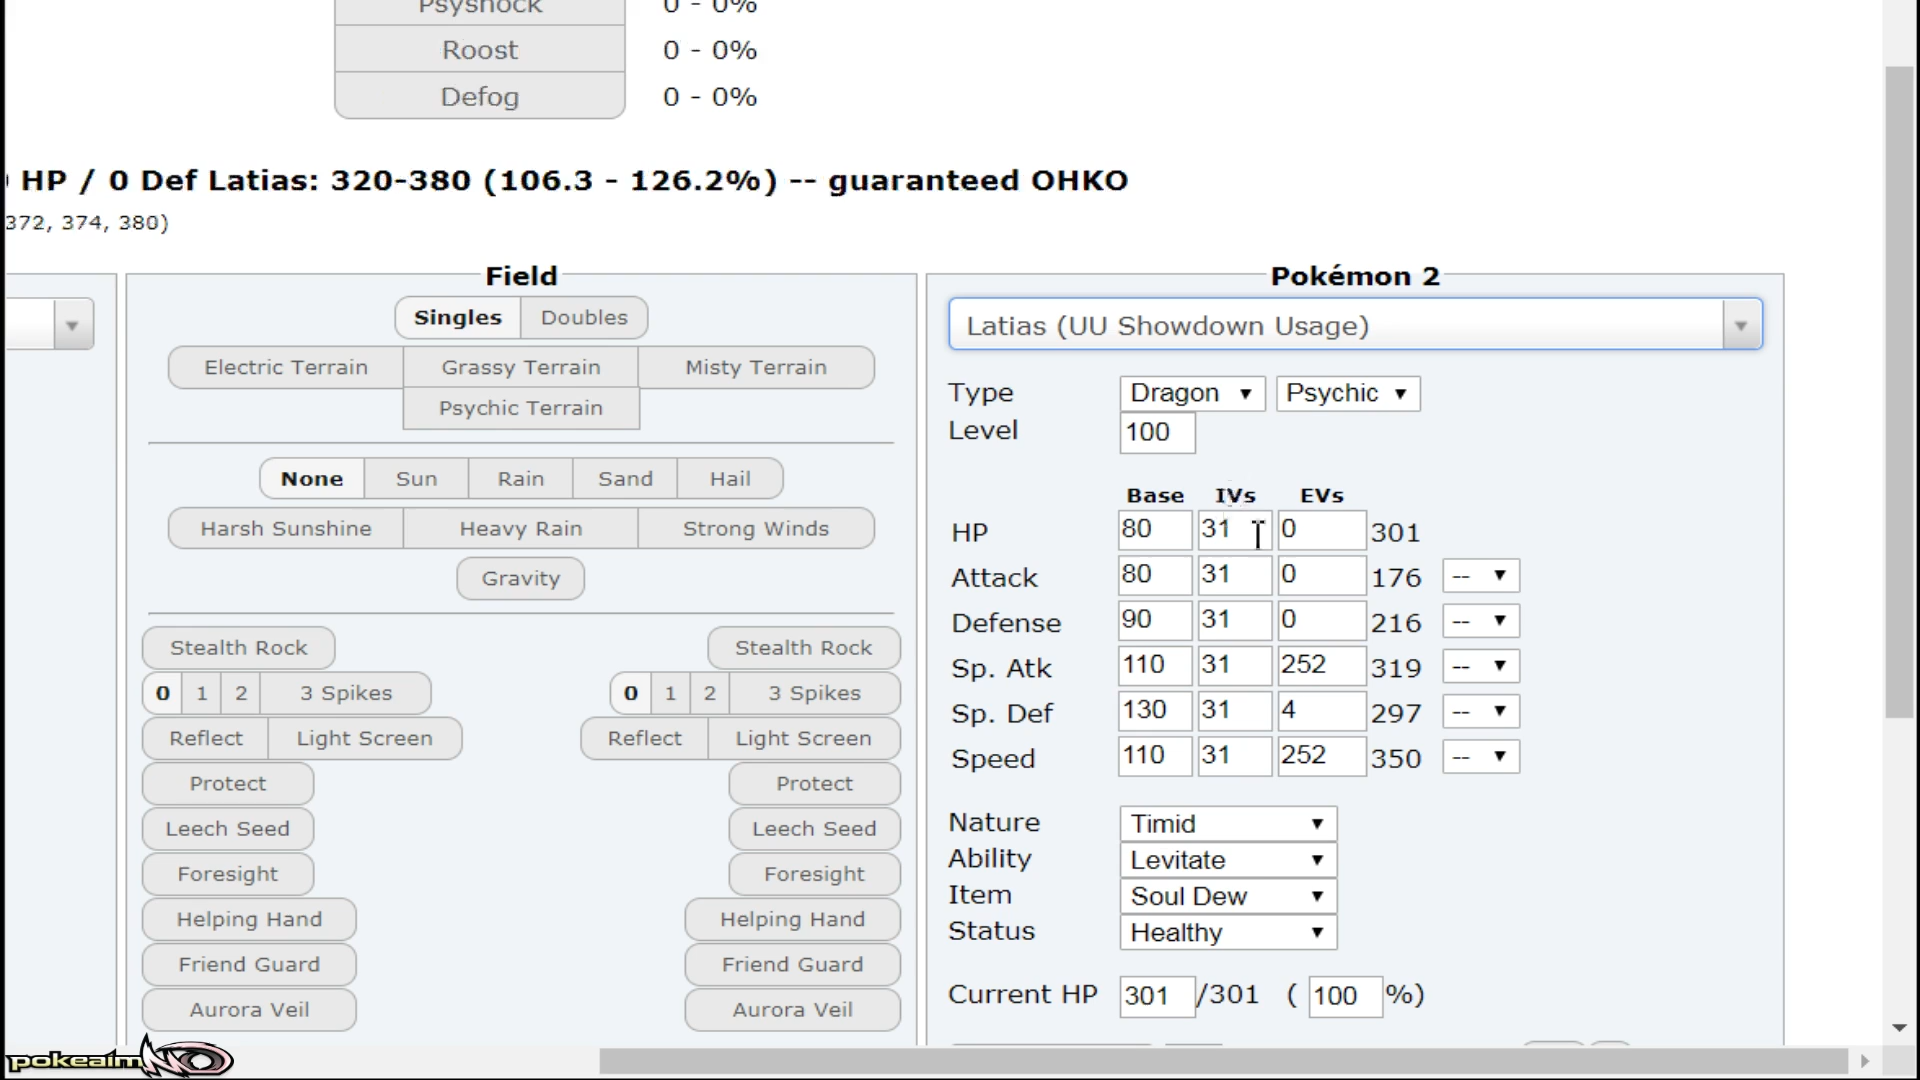 Psyshock 0 - 0%
Roost 0 - 0%
Defog 0 - 0%
HP / 0 Def Latias: 320-380 (106.3 - 126.2%) -- guaranteed OHKO
372, 374, 380)
Field
Singles Doubles
Electric Terrain Grassy Terrain Misty Terrain
Psychic Terrain
None Sun Rain Sand Hail
Harsh Sunshine Heavy Rain Strong Winds
Gravity
Stealth Rock Stealth Rock
0 1 2 3 Spikes 0 1 2 3 Spikes
Reflect Light Screen Reflect Light Screen
Protect Protect
Leech Seed Leech Seed
Foresight Foresight
Helping Hand Helping Hand
Friend Guard Friend Guard
Aurora Veil Aurora Veil
Pokémon 2
Latias (UU Showdown Usage)
Type Dragon Psychic
Level 100
Base IVs EVs
HP 80 31 0 301
Attack 80 31 0 176 --
Defense 90 31 0 216 --
Sp. Atk 110 31 252 319 --
Sp. Def 130 31 4 297 --
Speed 110 31 252 350 --
Nature Timid
Ability Levitate
Item Soul Dew
Status Healthy
Current HP 301 /301 ( 100 %)
pokeaim